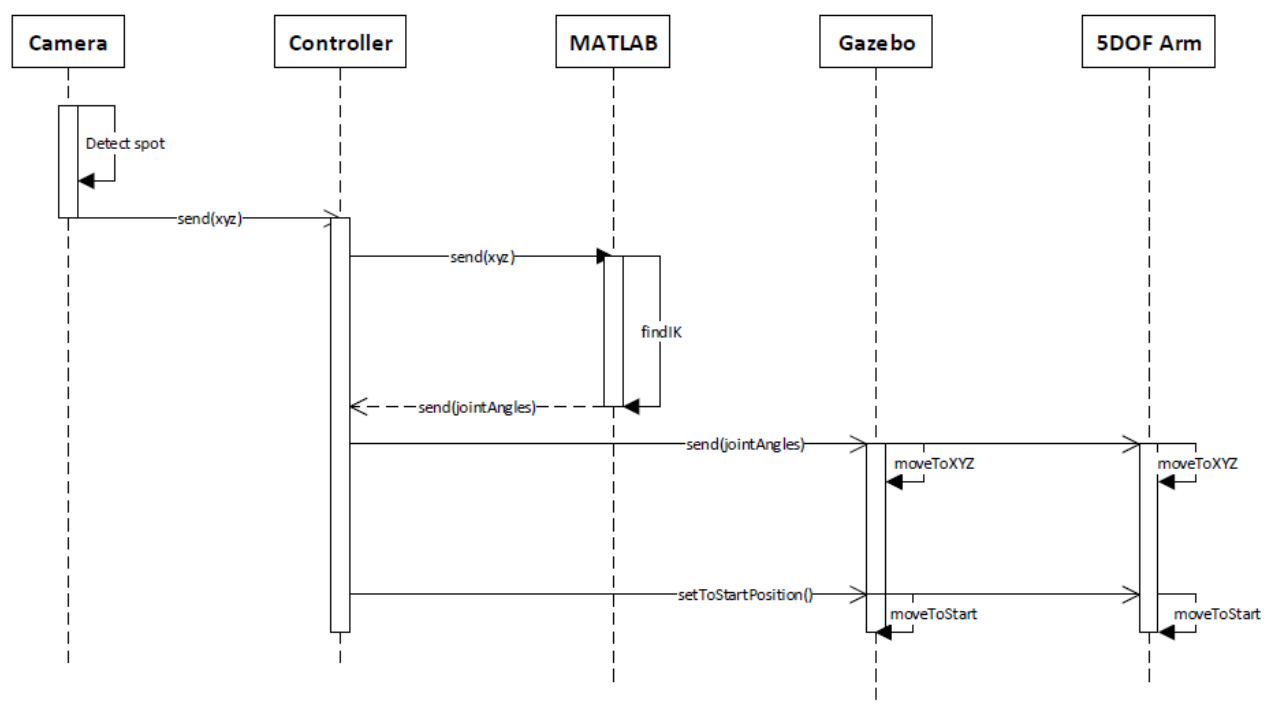 Camera
Controller
MATLAB
Gazebo
5DOF Arm
Detect spot
send(xyz)
send(xyz)
findIK
send(jointAngles)
send(jointAngles)
moveToXYZ
moveToXYZ
setToStartPosition()
moveToStart
moveToStart